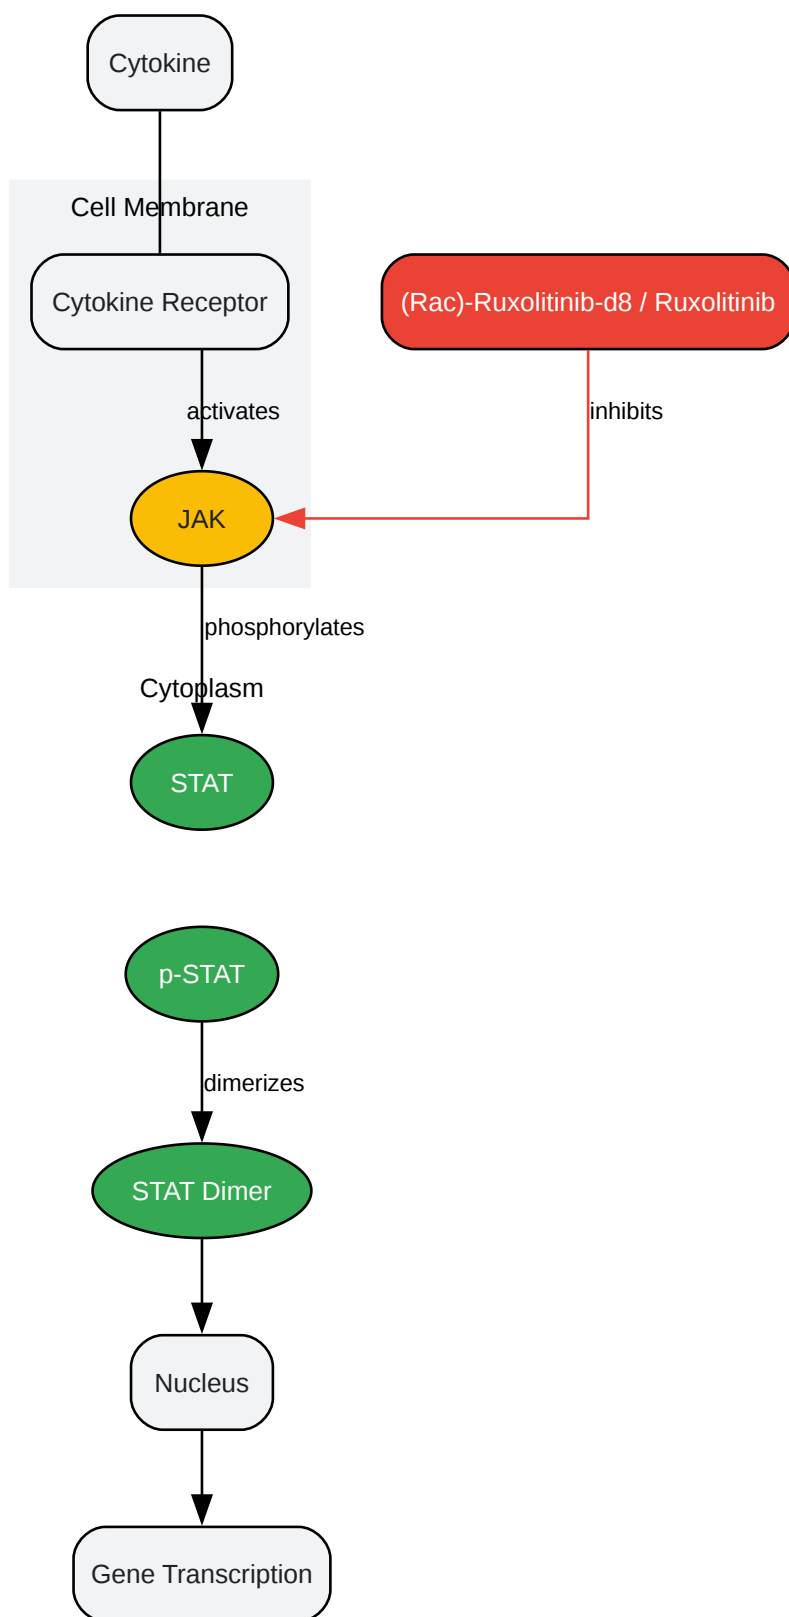 Cytokine
Cell Membrane
Cytokine Receptor
(Rac)-Ruxolitinib-d8 / Ruxolitinib
activates
inhibits
JAK
phosphorylates
Cytoplasm
STAT
p-STAT
dimerizes
STAT Dimer
Nucleus
Gene Transcription